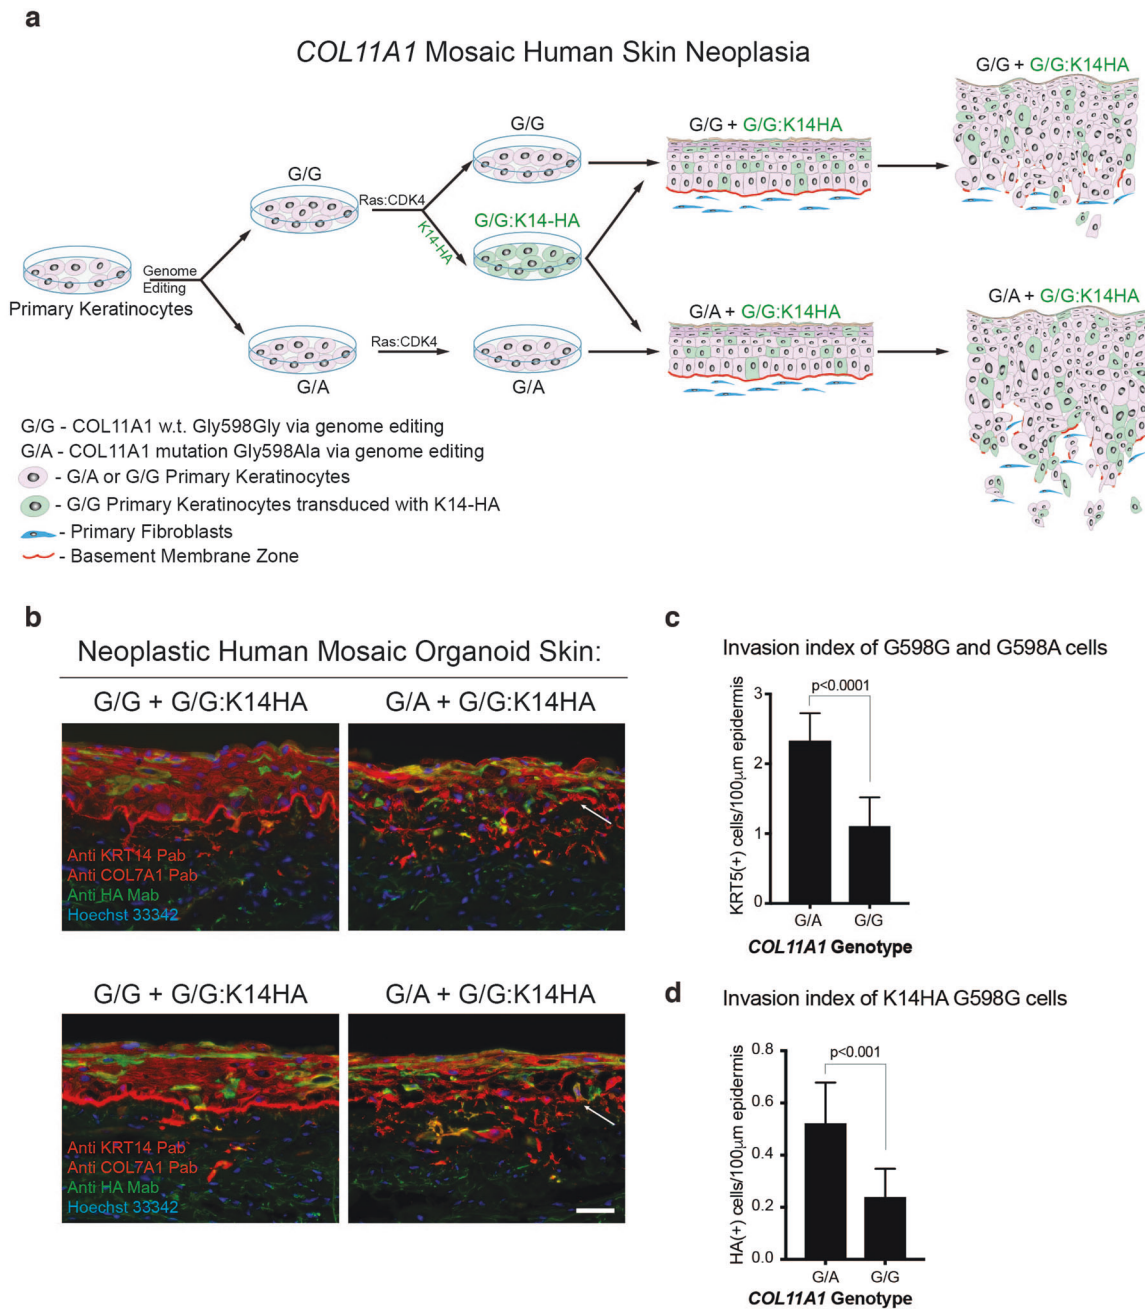 a
COL11A1 Mosaic Human Skin Neoplasia
G/G + G/G:K14HA
G/G
G/G + G/G:K14HA
G/G
Ras:CDK4
K14-HA
G/G:K14-HA
Genome
Editing
Primary Keratinocytes
G/A + G/G:K14HA
G/A + G/G:K14HA
Ras:CDK4
G/A
G/A
G/G - COL11A1 w.t. Gly598Gly via genome editing
G/A - COL11A1 mutation Gly598Ala via genome editing
- G/A or G/G Primary Keratinocytes
- G/G Primary Keratinocytes transduced with K14-HA
- Primary Fibroblasts
- Basement Membrane Zone
b
Neoplastic Human Mosaic Organoid Skin:
G/G + G/G:K14HA
G/A + G/G:K14HA
Anti KRT14 Pab
Anti COL7A1 Pab
Anti HA Mab
Hoechst 33342
G/G + G/G:K14HA
G/A + G/G:K14HA
Anti KRT14 Pab
Anti COL7A1 Pab
Anti HA Mab
Hoechst 33342
c
Invasion index of G598G and G598A cells
p<0.0001
KRT5(+) cells/100µm epidermis
3
2
1
0
G/A
G/G
COL11A1 Genotype
d
Invasion index of K14HA G598G cells
p<0.001
HA(+) cells/100µm epidermis
0.8
0.6
0.4
0.2
0.0
G/A
G/G
COL11A1 Genotype